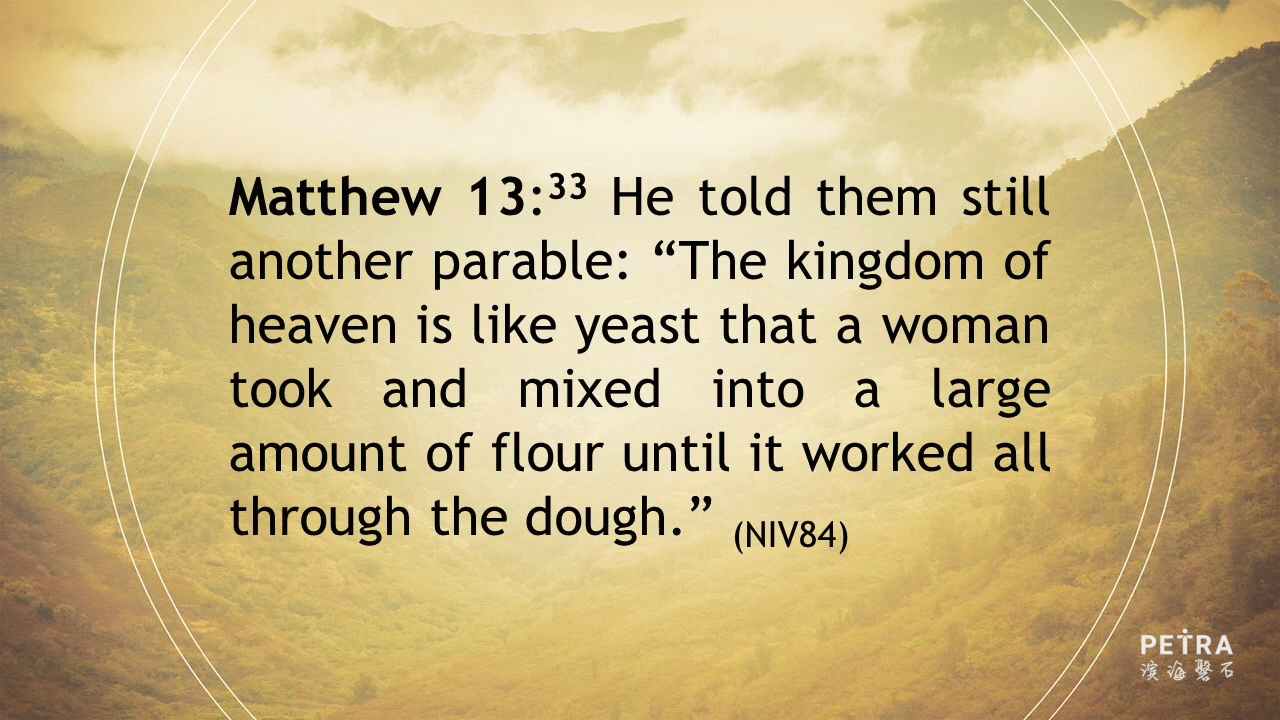 Matthew 13:³³ He told them still
another parable: “The kingdom of
heaven is like yeast that a woman
took and mixed into a large
amount of flour until it worked all
through the dough.” (NIV84)
PETRA
滨海磐石